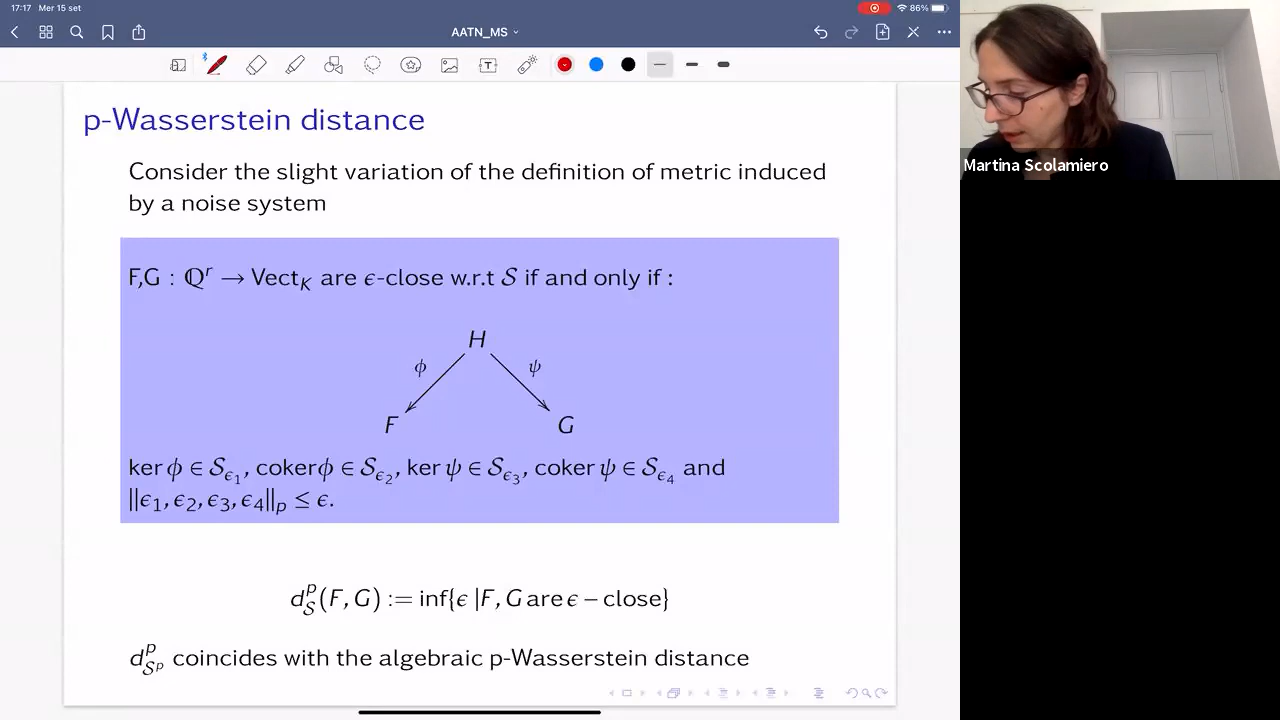 17:17 Mer 15 set
86%
AATN_MS
p-Wasserstein distance
Consider the slight variation of the definition of metric induced
by a noise system
F,G : ℚ^r → Vect_K are ϵ-close w.r.t 𝒮 if and only if :
H
ϕ ψ
F G
ker ϕ ∈ 𝒮_{ϵ_1}, cokerϕ ∈ 𝒮_{ϵ_2}, ker ψ ∈ 𝒮_{ϵ_3}, coker ψ ∈ 𝒮_{ϵ_4} and
||ϵ_1, ϵ_2, ϵ_3, ϵ_4||_p ≤ ϵ.
d^p_𝒮(F, G) := inf{ϵ |F, G are ϵ − close}
d^p_{𝒮^p} coincides with the algebraic p-Wasserstein distance
Martina Scolamiero